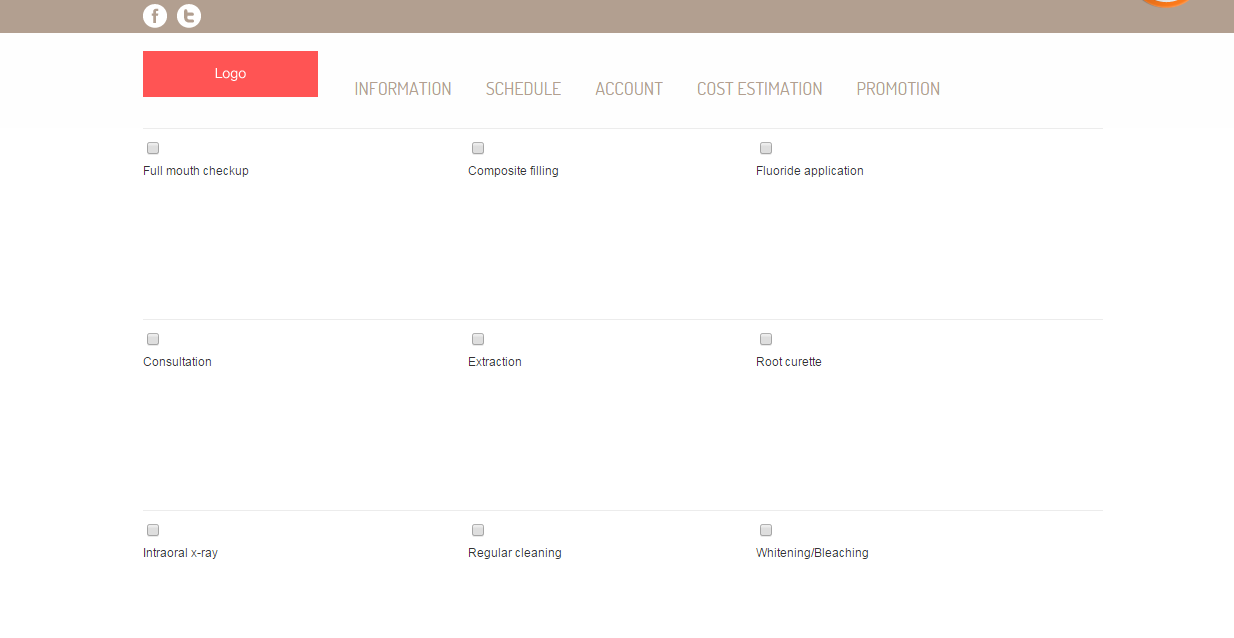 Logo
INFORMATION SCHEDULE ACCOUNT COST ESTIMATION PROMOTION
Full mouth checkup Composite filling Fluoride application
Consultation Extraction Root curette
Intraoral x-ray Regular cleaning Whitening/Bleaching